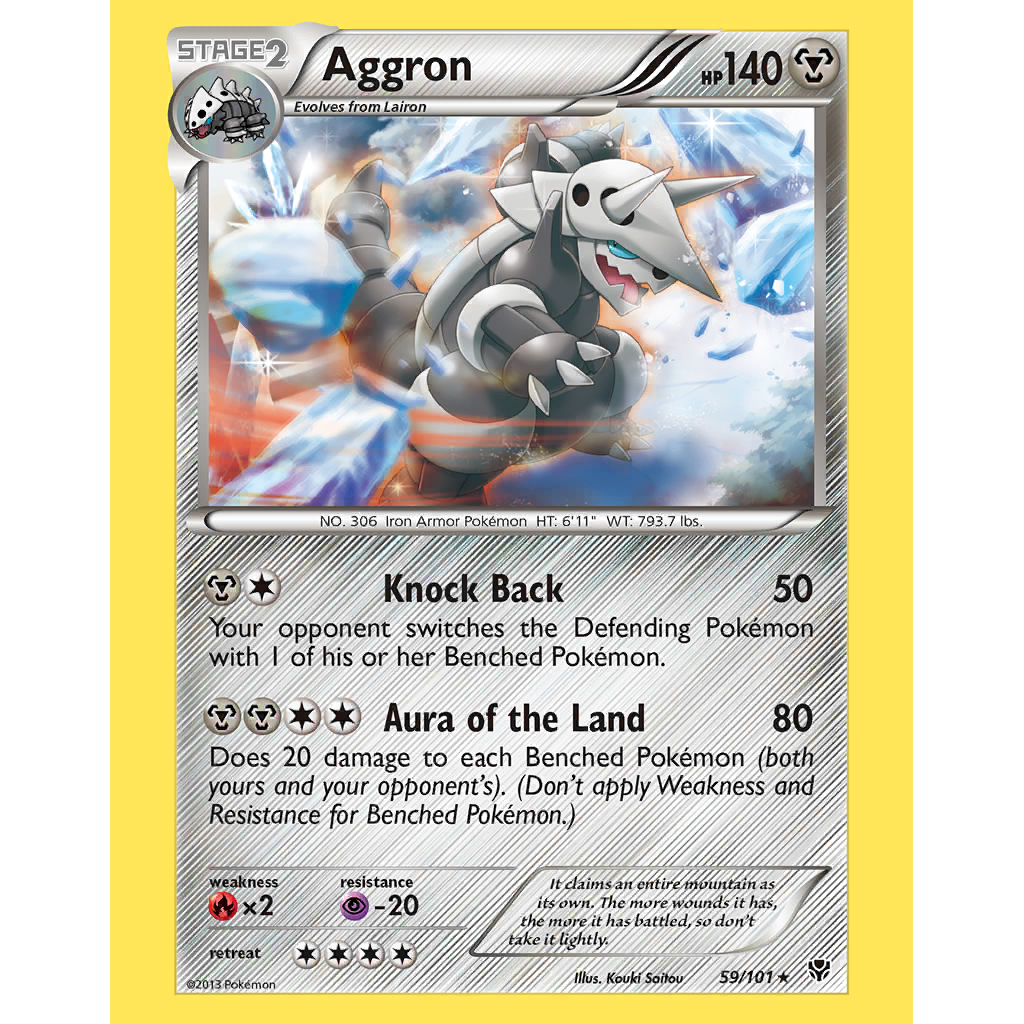 STAGE2
Aggron
HP140
Evolves from Lairon
NO. 306 Iron Armor Pokémon HT: 6'11" WT: 793.7 lbs.
Knock Back 50
Your opponent switches the Defending Pokémon
with 1 of his or her Benched Pokémon.
Aura of the Land 80
Does 20 damage to each Benched Pokémon (both
yours and your opponent's). (Don't apply Weakness and
Resistance for Benched Pokémon.)
weakness resistance
×2 -20
It claims an entire mountain as
its own. The more wounds it has,
the more it has battled, so don't
take it lightly.
retreat
Illus. Kouki Saitou 59/101
©2013 Pokémon